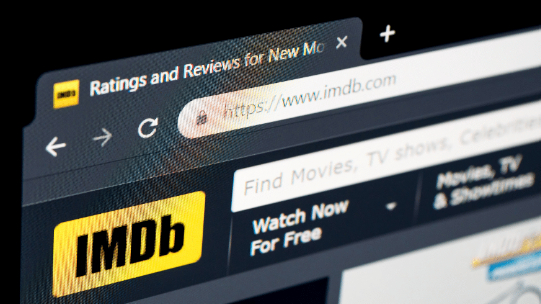 IMDb Ratings and Reviews for New Mo
https://www.imdb.com
Find Movies, TV shows, Celebrities
IMDb
Watch Now
For Free
Movies, TV
& Showtimes